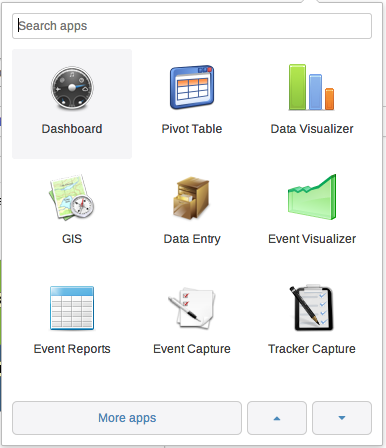 Search apps
Dashboard
Pivot Table
Data Visualizer
GIS
Data Entry
Event Visualizer
Event Reports
Event Capture
Tracker Capture
More apps